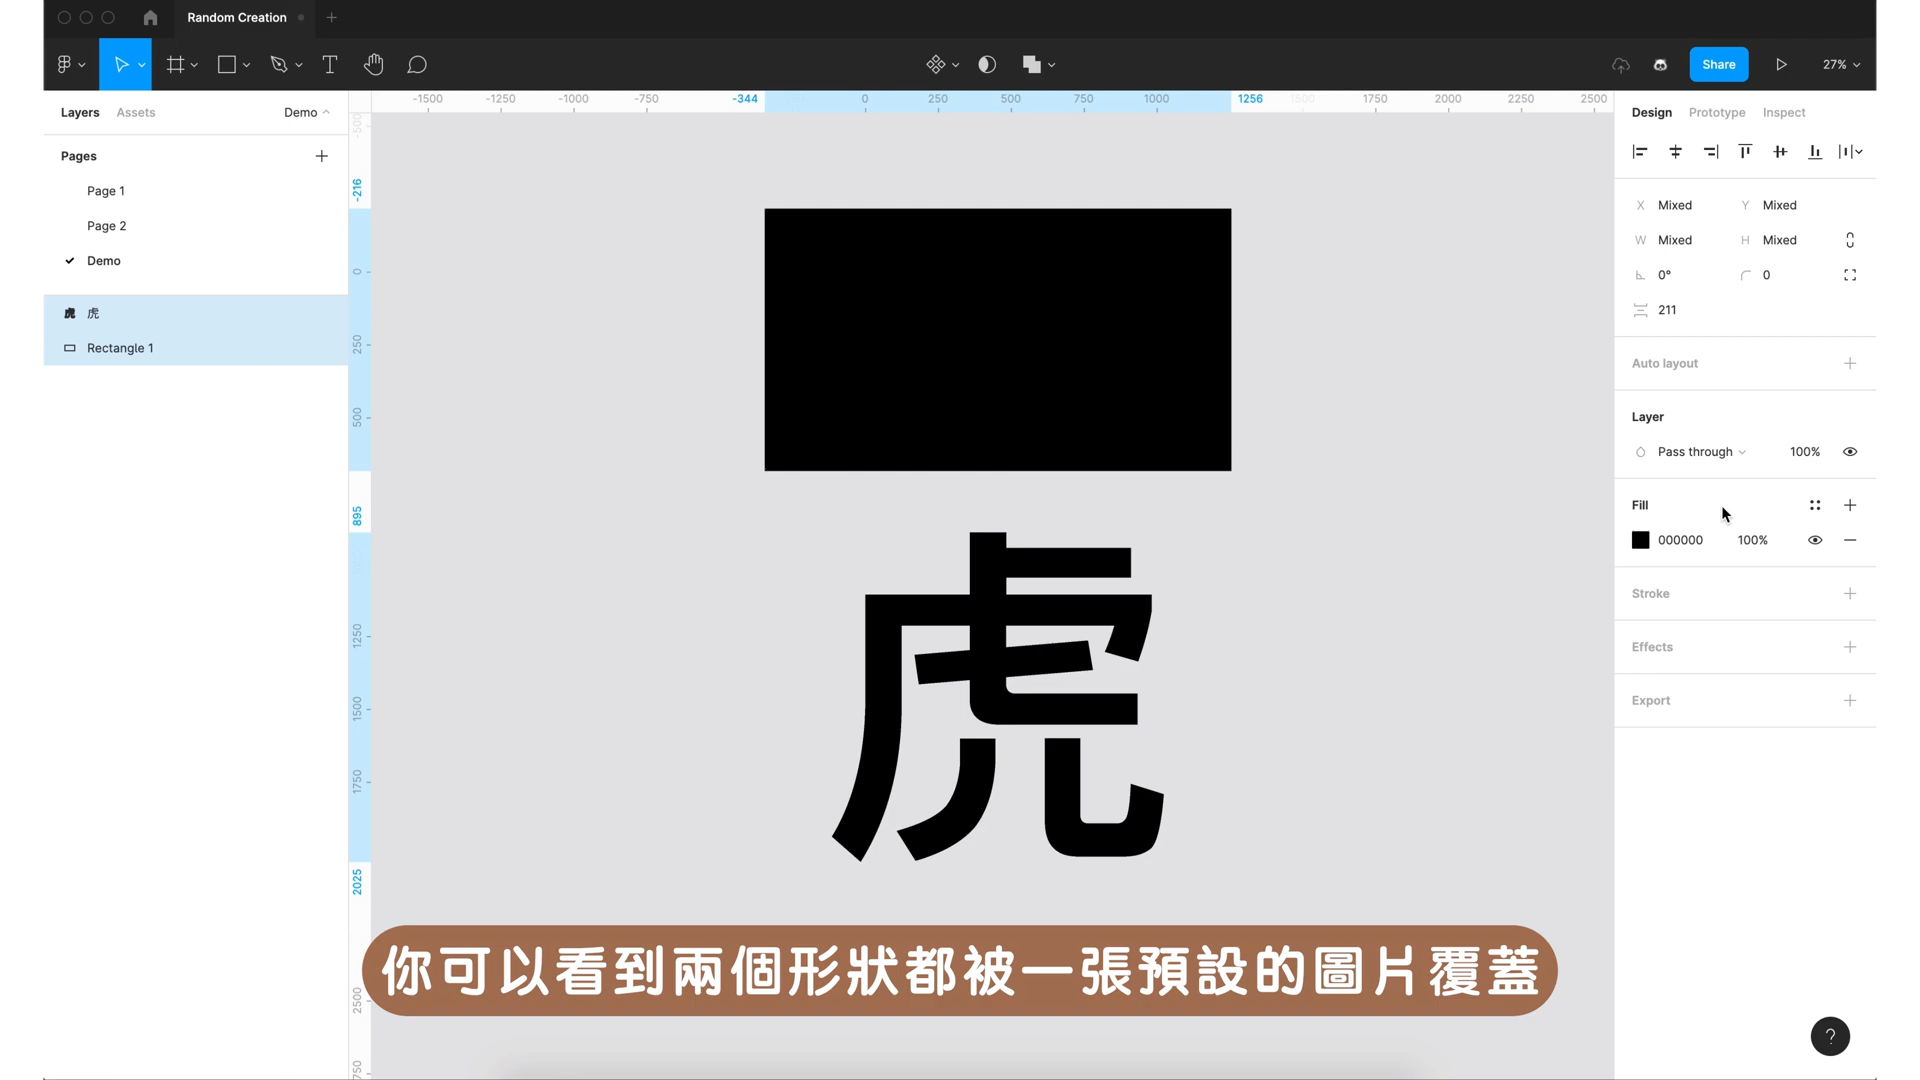 Random Creation
Share
27%
Layers
Assets
Demo
-1500
-1250
-1000
-750
-344
0
250
500
750
1000
1256
1500
1750
2000
2250
2500
Design
Prototype
Inspect
Pages
Page 1
Page 2
Demo
虎
虎
Rectangle 1
-500
-216
0
250
500
895
1250
1500
1750
2025
2500
750
X Mixed
Y Mixed
W Mixed
H Mixed
0°
0
211
Auto layout
Layer
Pass through
100%
Fill
000000
100%
Stroke
Effects
Export
虎
你可以看到兩個形狀都被一張預設的圖片覆蓋
?